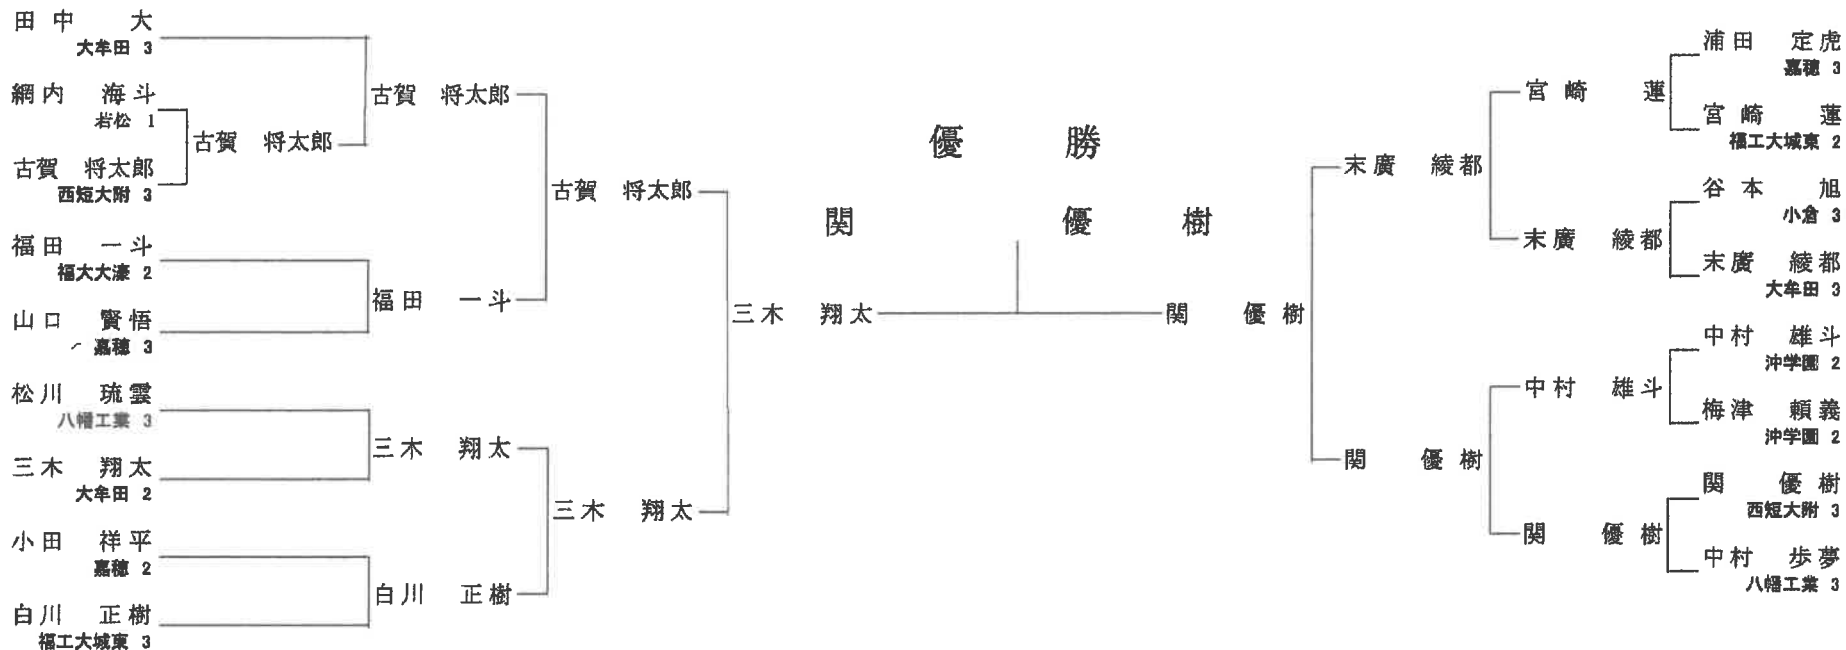 田中 大
大牟田 3
網内 海斗
若松 1
古賀 将太郎
西短大附 3
福田 一斗
福大大濠 2
山口 賢悟
嘉穂 3
松川 琉雲
八幡工業 3
三木 翔太
大牟田 2
小田 祥平
嘉穂 2
白川 正樹
福工大城東 3
古賀 将太郎
古賀 将太郎
福田 一斗
三木 翔太
白川 正樹
古賀 将太郎
三木 翔太
三木 翔太
優勝
関 優樹
関 優樹
末廣 綾都
関 優樹
宮崎 蓮
末廣 綾都
中村 雄斗
関 優樹
浦田 定虎
嘉穂 3
宮崎 蓮
福工大城東 2
谷本 旭
小倉 3
末廣 綾都
大牟田 3
中村 雄斗
沖学園 2
梅津 頼義
沖学園 2
関 優樹
西短大附 3
中村 歩夢
八幡工業 3